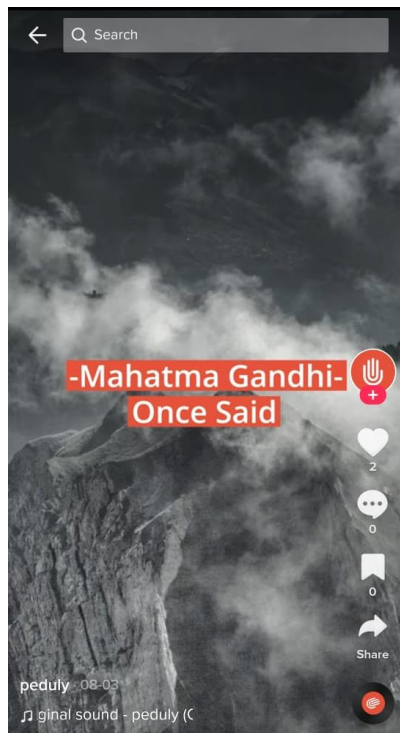 Search
-Mahatma Gandhi-
Once Said
2
0
0
Share
peduly · 08-03
ginal sound - peduly (